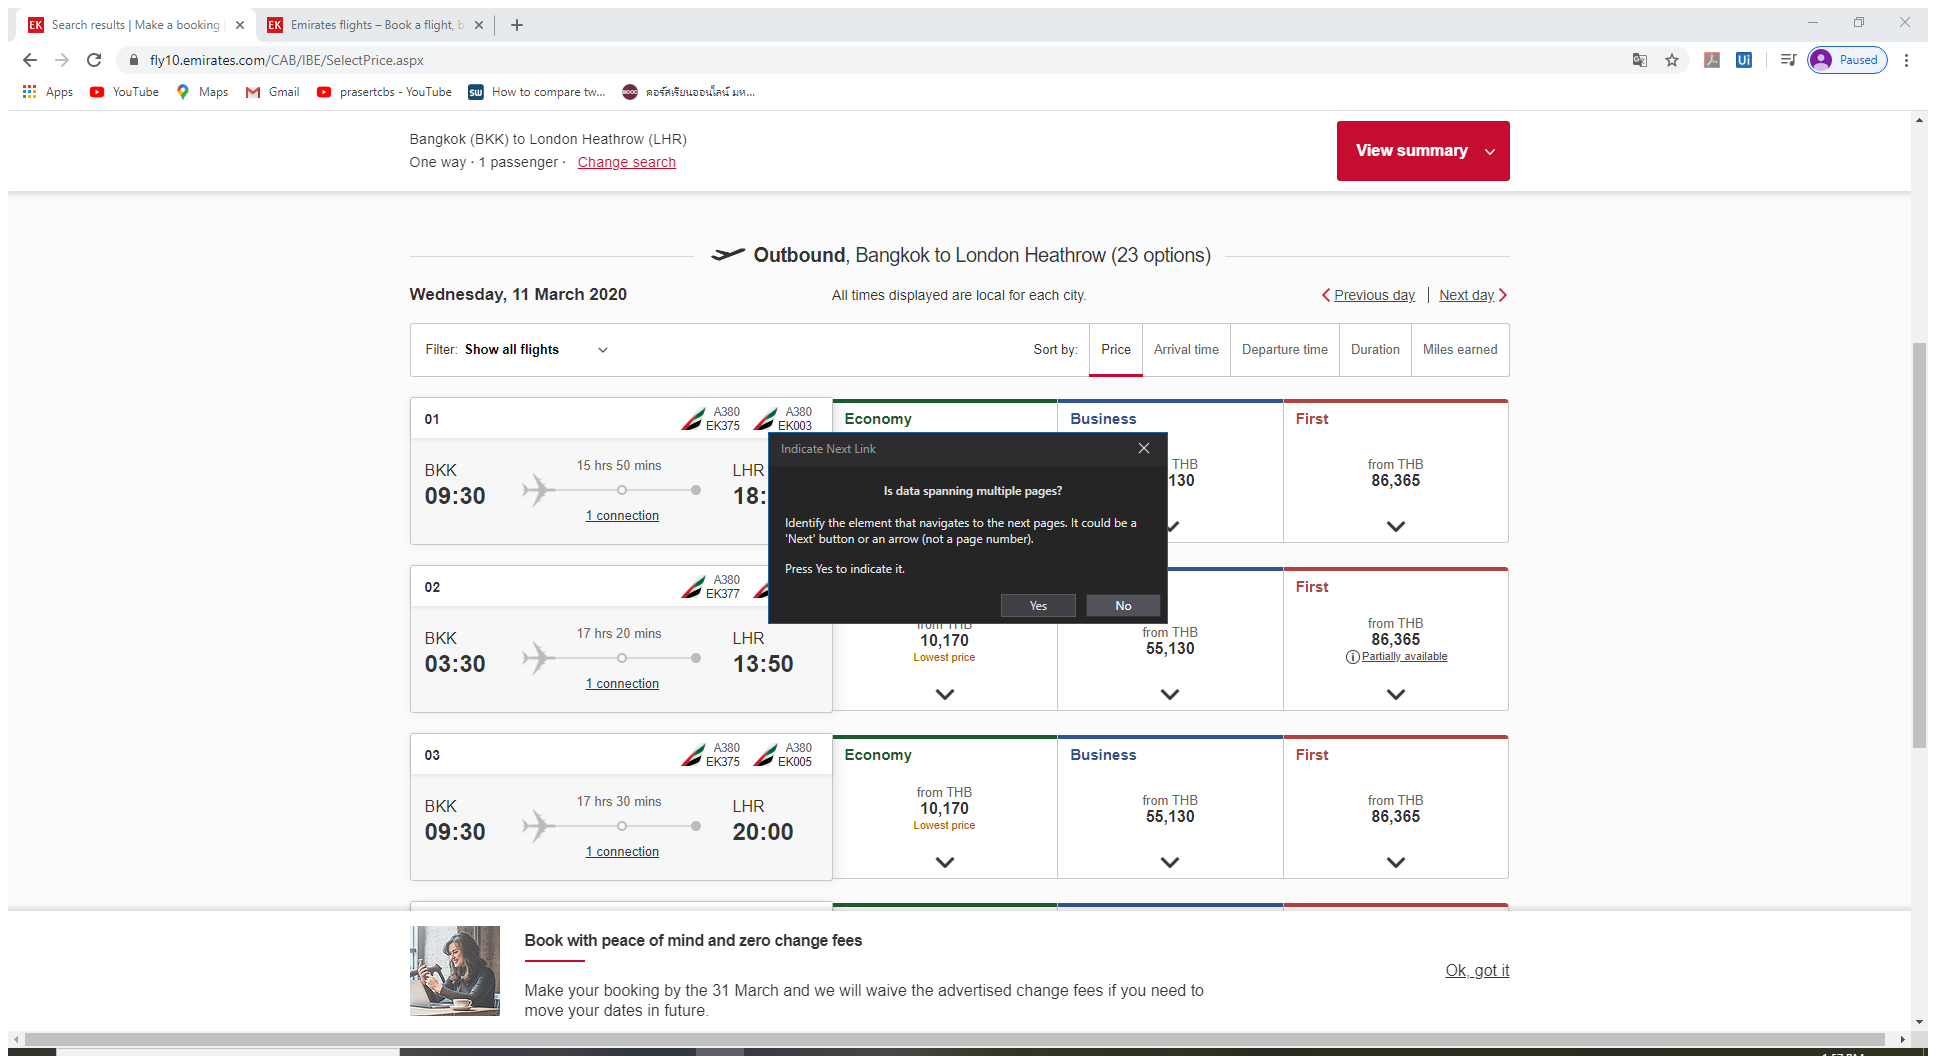 EK Search results | Make a booking
EK Emirates flights – Book a flight, b
fly10.emirates.com/CAB/IBE/SelectPrice.aspx
Ui
Paused
Apps
YouTube
Maps
Gmail
prasertcbs - YouTube
SW How to compare tw...
MOOC คอร์สเรียนออนไลน์ มห...
Bangkok (BKK) to London Heathrow (LHR)
One way · 1 passenger · Change search
View summary
Outbound, Bangkok to London Heathrow (23 options)
Wednesday, 11 March 2020
All times displayed are local for each city.
Previous day | Next day
Filter: Show all flights
Sort by: Price Arrival time Departure time Duration Miles earned
01
A380 EK375
A380 EK003
BKK
09:30
15 hrs 50 mins
1 connection
LHR
18:
Economy
Business
THB
130
First
from THB
86,365
Indicate Next Link
Is data spanning multiple pages?
Identify the element that navigates to the next pages. It could be a
'Next' button or an arrow (not a page number).
Press Yes to indicate it.
Yes
No
02
A380 EK377
BKK
03:30
17 hrs 20 mins
1 connection
LHR
13:50
from THB
10,170
Lowest price
from THB
55,130
First
from THB
86,365
Partially available
03
A380 EK375
A380 EK005
BKK
09:30
17 hrs 30 mins
1 connection
LHR
20:00
Economy
from THB
10,170
Lowest price
Business
from THB
55,130
First
from THB
86,365
Book with peace of mind and zero change fees
Make your booking by the 31 March and we will waive the advertised change fees if you need to
move your dates in future.
Ok, got it
1:57 PM